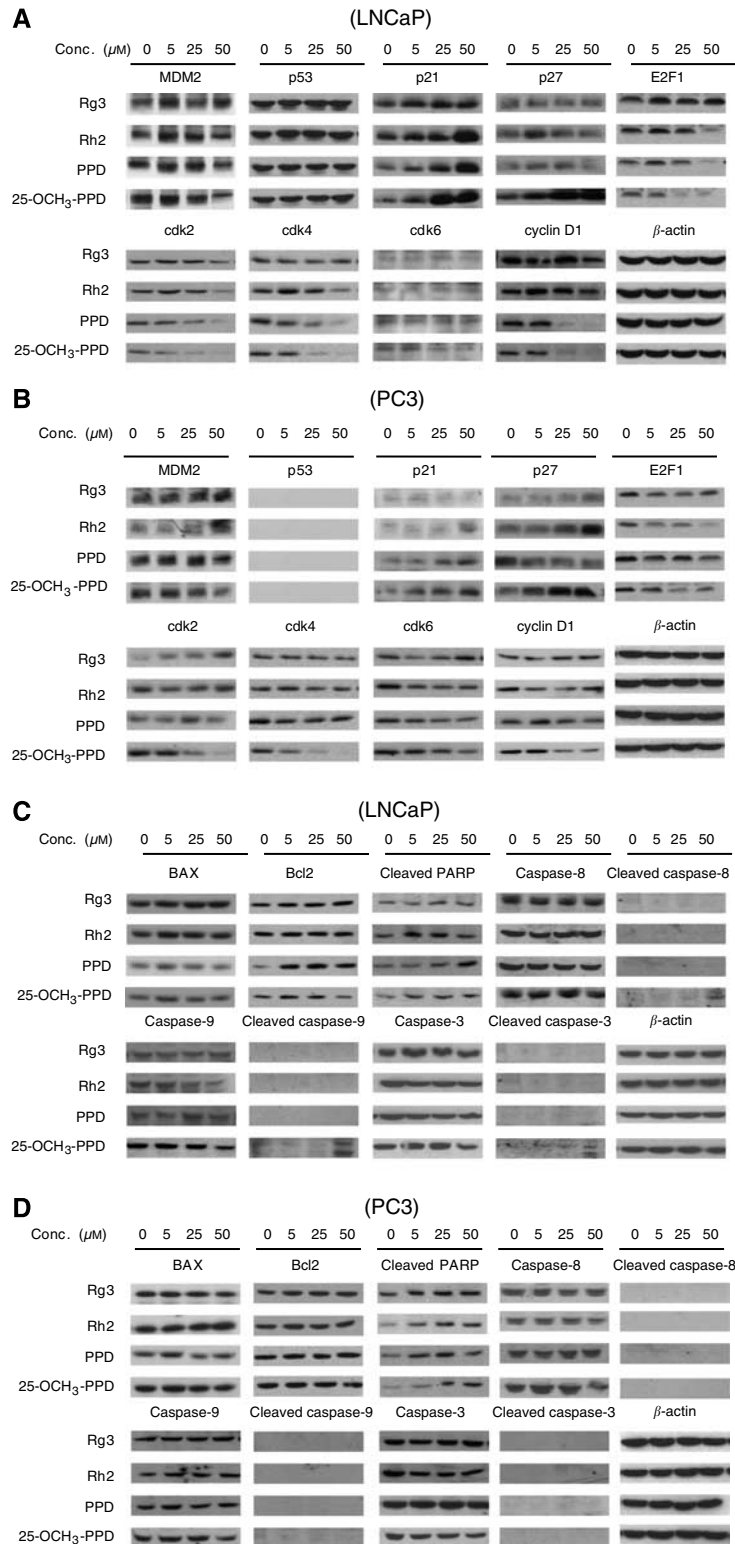 A
(LNCaP)
Conc. (µM) 0 5 25 50 0 5 25 50 0 5 25 50 0 5 25 50 0 5 25 50
MDM2 p53 p21 p27 E2F1
Rg3
Rh2
PPD
25-OCH₃-PPD
cdk2 cdk4 cdk6 cyclin D1 β-actin
Rg3
Rh2
PPD
25-OCH₃-PPD
B
(PC3)
Conc. (µM) 0 5 25 50 0 5 25 50 0 5 25 50 0 5 25 50 0 5 25 50
MDM2 p53 p21 p27 E2F1
Rg3
Rh2
PPD
25-OCH₃-PPD
cdk2 cdk4 cdk6 cyclin D1 β-actin
Rg3
Rh2
PPD
25-OCH₃-PPD
C
(LNCaP)
Conc. (µM) 0 5 25 50 0 5 25 50 0 5 25 50 0 5 25 50 0 5 25 50
BAX Bcl2 Cleaved PARP Caspase-8 Cleaved caspase-8
Rg3
Rh2
PPD
25-OCH₃-PPD
Caspase-9 Cleaved caspase-9 Caspase-3 Cleaved caspase-3 β-actin
Rg3
Rh2
PPD
25-OCH₃-PPD
D
(PC3)
Conc. (µM) 0 5 25 50 0 5 25 50 0 5 25 50 0 5 25 50 0 5 25 50
BAX Bcl2 Cleaved PARP Caspase-8 Cleaved caspase-8
Rg3
Rh2
PPD
25-OCH₃-PPD
Caspase-9 Cleaved caspase-9 Caspase-3 Cleaved caspase-3 β-actin
Rg3
Rh2
PPD
25-OCH₃-PPD